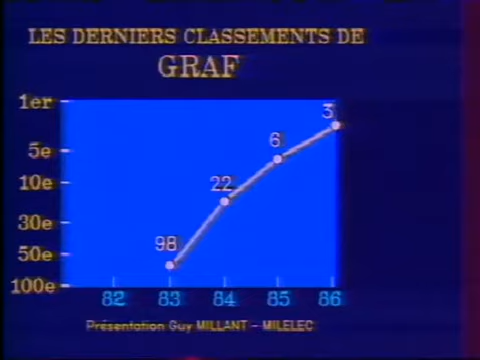 LES DERNIERS CLASSEMENTS DE
GRAF
1er
5e
10e
30e
50e
100e
98
22
6
3
82 83 84 85 86
Présentation Guy MILLANT - MILELEC